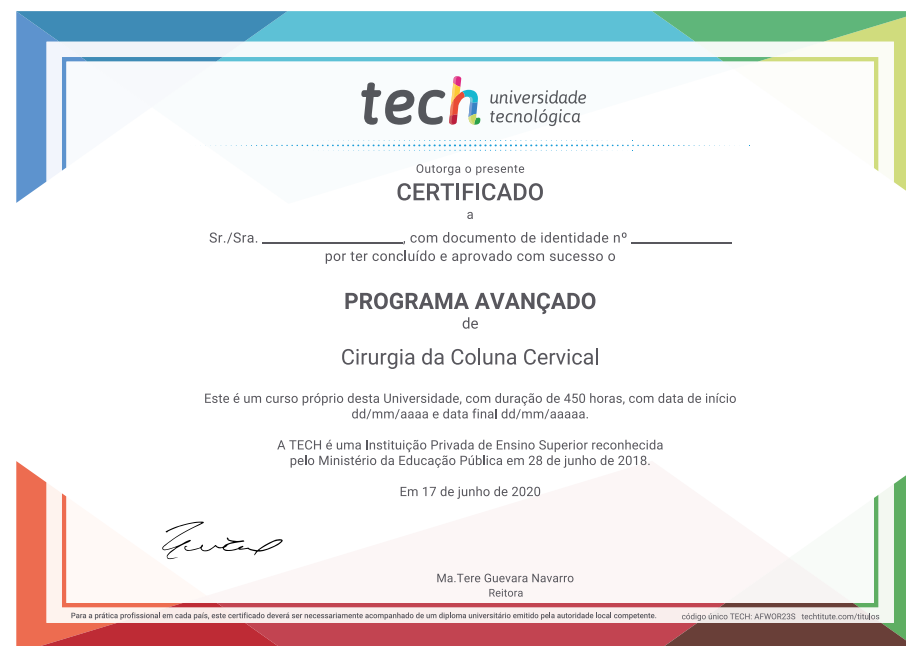 tech universidade
tecnológica
Outorga o presente
CERTIFICADO
a
Sr./Sra. , com documento de identidade nº
por ter concluído e aprovado com sucesso o
PROGRAMA AVANÇADO
de
Cirurgia da Coluna Cervical
Este é um curso próprio desta Universidade, com duração de 450 horas, com data de início
dd/mm/aaaa e data final dd/mm/aaaaa.
A TECH é uma Instituição Privada de Ensino Superior reconhecida
pelo Ministério da Educação Pública em 28 de junho de 2018.
Em 17 de junho de 2020
Ma.Tere Guevara Navarro
Reitora
Para a prática profissional em cada país, este certificado deverá ser necessariamente acompanhado de um diploma universitário emitido pela autoridade local competente. código único TECH: AFWOR23S techtitute.com/titulos